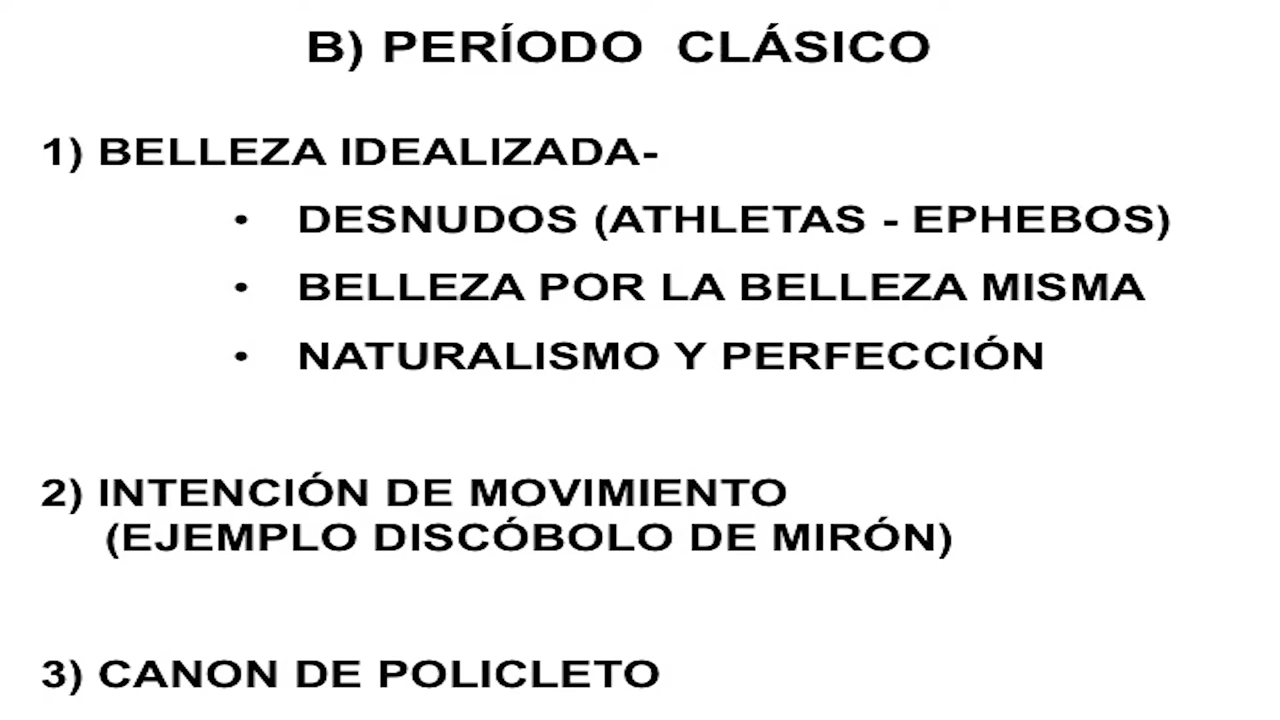 B) PERÍODO CLÁSICO
1) BELLEZA IDEALIZADA-
• DESNUDOS (ATHLETAS - EPHEBOS)
• BELLEZA POR LA BELLEZA MISMA
• NATURALISMO Y PERFECCIÓN
2) INTENCIÓN DE MOVIMIENTO
(EJEMPLO DISCÓBOLO DE MIRÓN)
3) CANON DE POLICLETO